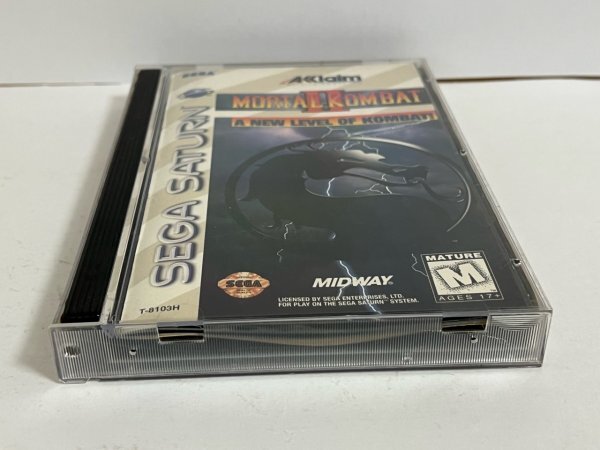 SEGA
SEGA SATURN
T-8103H
AKklaim
MORTAL KOMBAT
II
A NEW LEVEL OF KOMBAT!
SEGA
MIDWAY
LICENSED BY SEGA ENTERPRISES, LTD.
FOR PLAY ON THE SEGA SATURN™ SYSTEM.
MATURE
M
AGES 17+